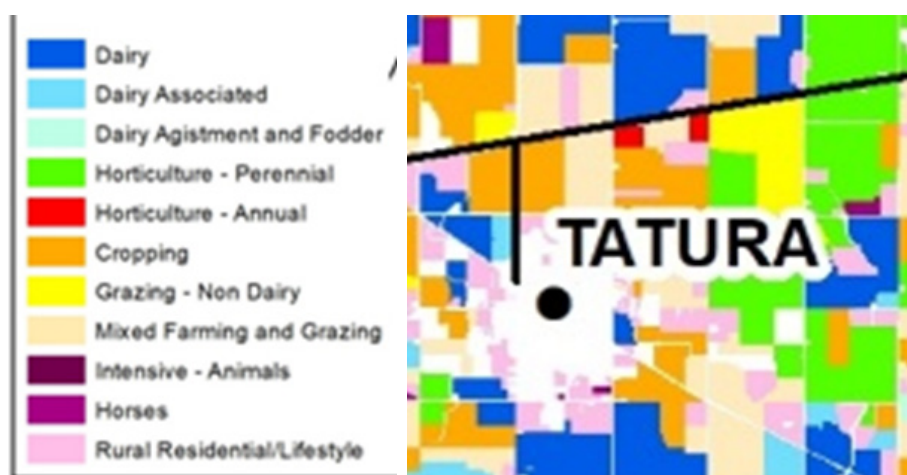 Dairy
Dairy Associated
Dairy Agistment and Fodder
Horticulture - Perennial
Horticulture - Annual
Cropping
Grazing - Non Dairy
Mixed Farming and Grazing
Intensive - Animals
Horses
Rural Residential/Lifestyle
TATURA